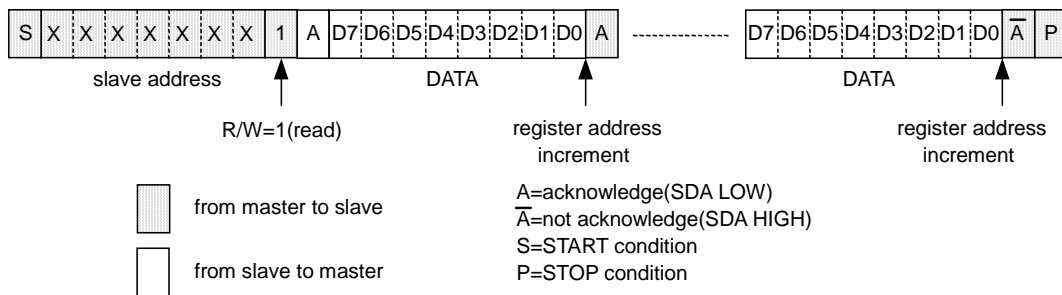 S X X X X X X X 1 A D7 D6 D5 D4 D3 D2 D1 D0 A D7 D6 D5 D4 D3 D2 D1 D0 A̅ P
slave address DATA DATA
R/W=1(read)
register address
increment
register address
increment
from master to slave
from slave to master
A=acknowledge(SDA LOW)
A̅=not acknowledge(SDA HIGH)
S=START condition
P=STOP condition